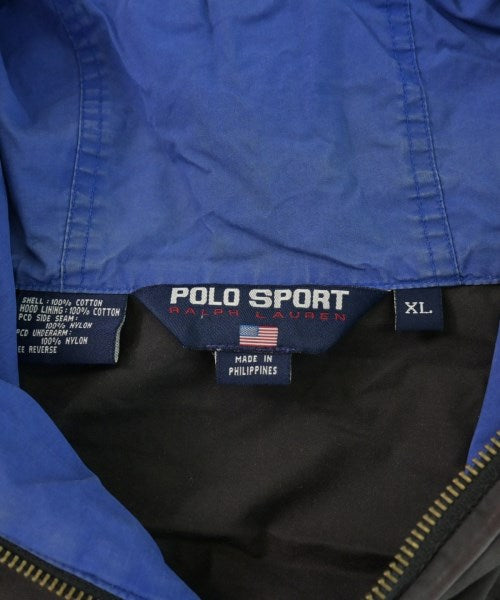 SHELL: 100% COTTON
HOOD LINING: 100% COTTON
PCD SIDE SEAM:
100% NYLON
PCD UNDERARM:
100% NYLON
EE REVERSE
POLO SPORT
RALPH LAUREN
MADE IN
PHILIPPINES
XL